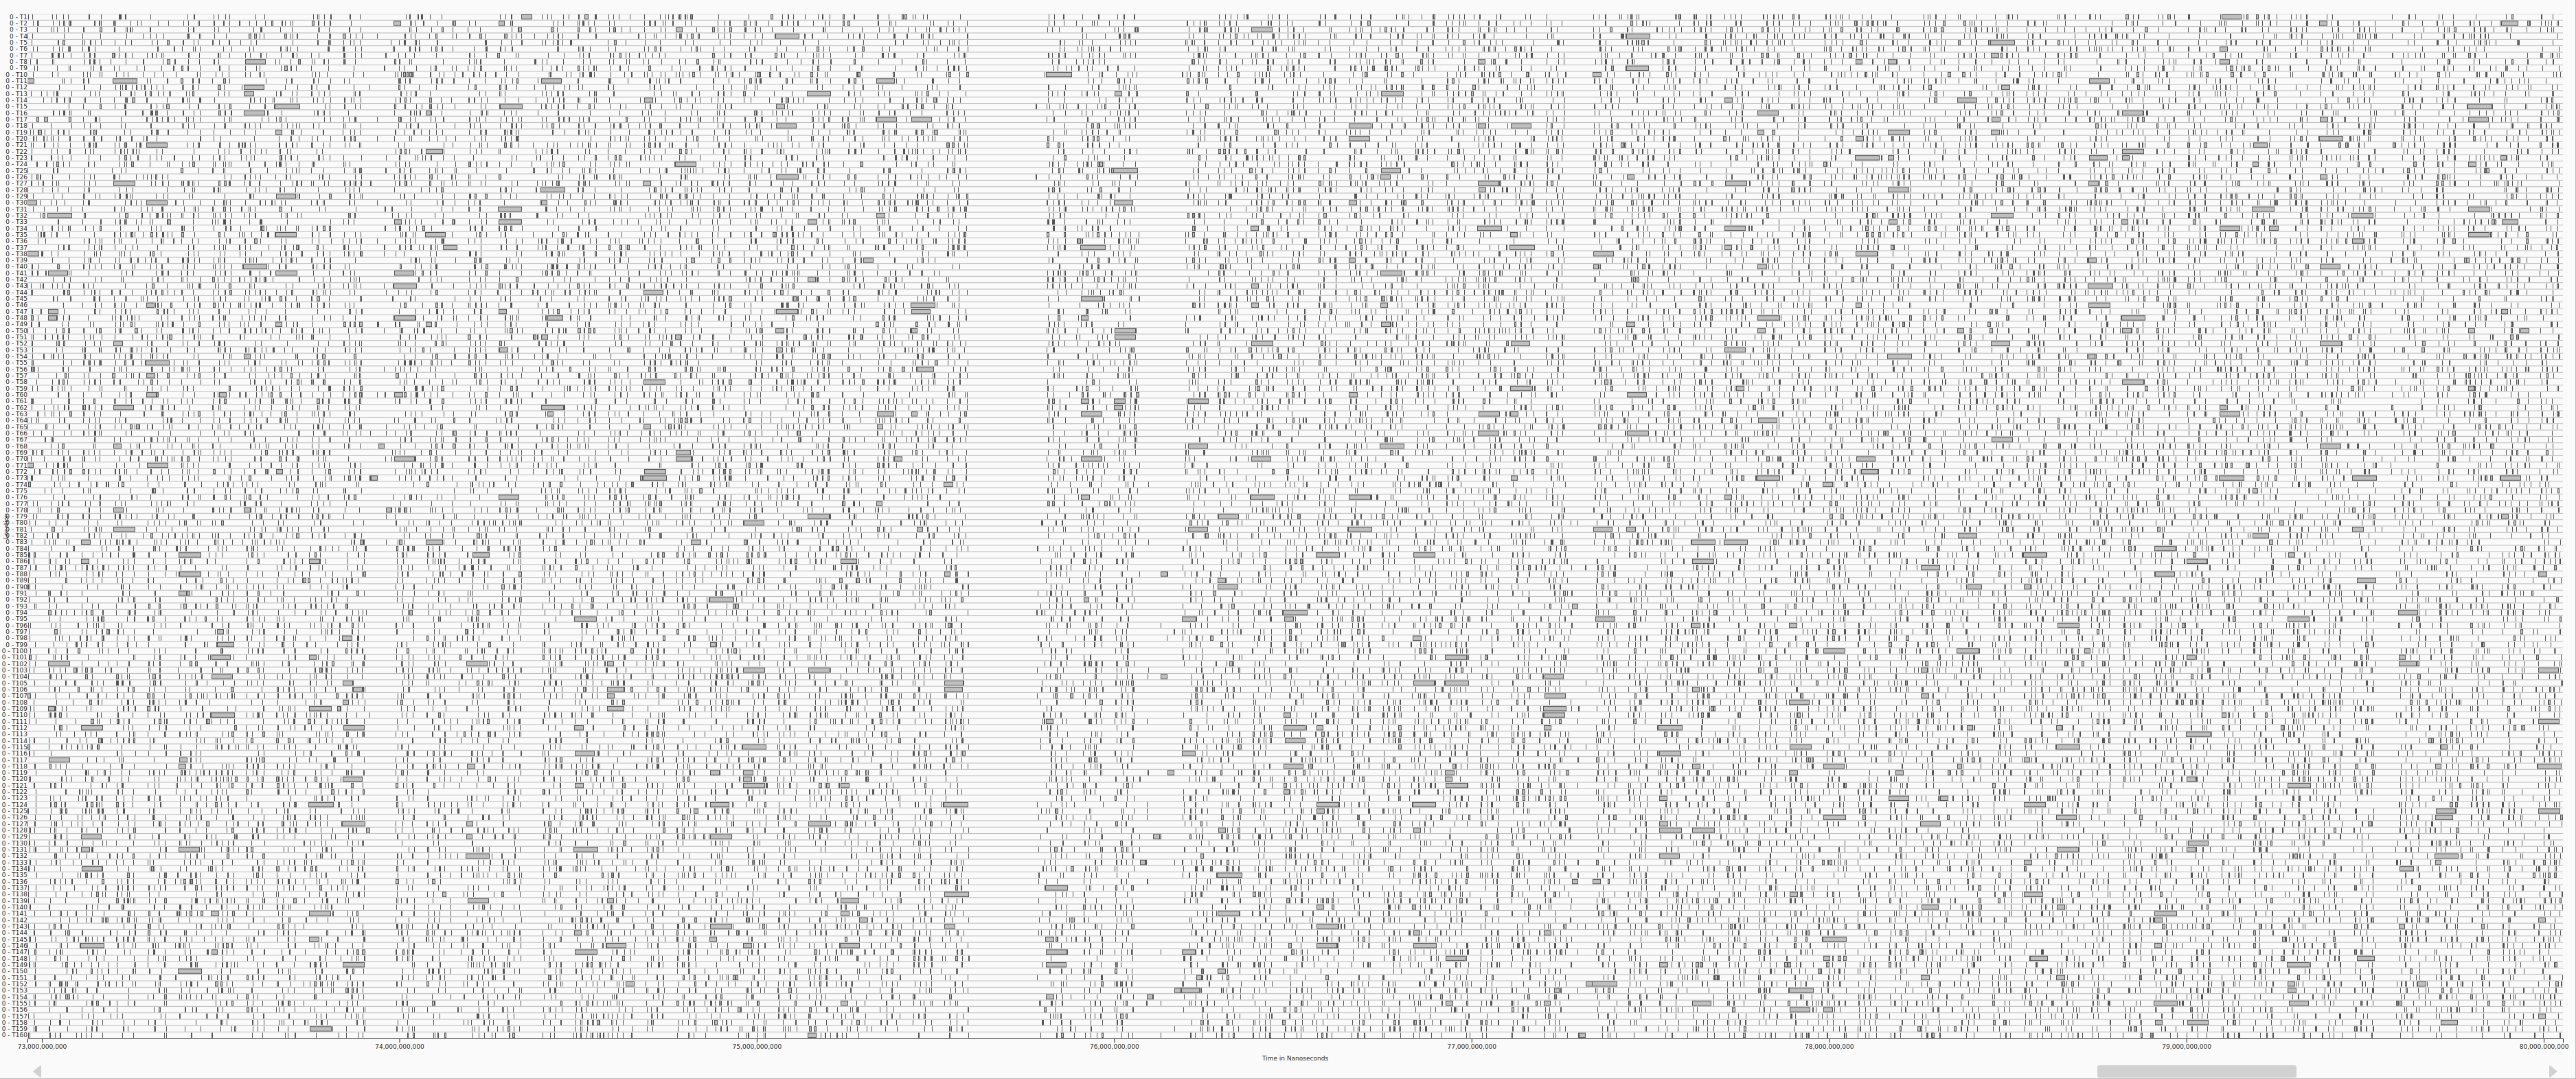 0 - T1
0 - T2
0 - T3
0 - T4
0 - T5
0 - T6
0 - T7
0 - T8
0 - T9
0 - T10
0 - T11
0 - T12
0 - T13
0 - T14
0 - T15
0 - T16
0 - T17
0 - T18
0 - T19
0 - T20
0 - T21
0 - T22
0 - T23
0 - T24
0 - T25
0 - T26
0 - T27
0 - T28
0 - T29
0 - T30
0 - T31
0 - T32
0 - T33
0 - T34
0 - T35
0 - T36
0 - T37
0 - T38
0 - T39
0 - T40
0 - T41
0 - T42
0 - T43
0 - T44
0 - T45
0 - T46
0 - T47
0 - T48
0 - T49
0 - T50
0 - T51
0 - T52
0 - T53
0 - T54
0 - T55
0 - T56
0 - T57
0 - T58
0 - T59
0 - T60
0 - T61
0 - T62
0 - T63
0 - T64
0 - T65
0 - T66
0 - T67
0 - T68
0 - T69
0 - T70
0 - T71
0 - T72
0 - T73
0 - T74
0 - T75
0 - T76
0 - T77
0 - T78
0 - T79
0 - T80
0 - T81
0 - T82
0 - T83
0 - T84
0 - T85
0 - T86
0 - T87
0 - T88
0 - T89
0 - T90
0 - T91
0 - T92
0 - T93
0 - T94
0 - T95
0 - T96
0 - T97
0 - T98
0 - T99
0 - T100
0 - T101
0 - T102
0 - T103
0 - T104
0 - T105
0 - T106
0 - T107
0 - T108
0 - T109
0 - T110
0 - T111
0 - T112
0 - T113
0 - T114
0 - T115
0 - T116
0 - T117
0 - T118
0 - T119
0 - T120
0 - T121
0 - T122
0 - T123
0 - T124
0 - T125
0 - T126
0 - T127
0 - T128
0 - T129
0 - T130
0 - T131
0 - T132
0 - T133
0 - T134
0 - T135
0 - T136
0 - T137
0 - T138
0 - T139
0 - T140
0 - T141
0 - T142
0 - T143
0 - T144
0 - T145
0 - T146
0 - T147
0 - T148
0 - T149
0 - T150
0 - T151
0 - T152
0 - T153
0 - T154
0 - T155
0 - T156
0 - T157
0 - T158
0 - T159
0 - T160
73,000,000,000 74,000,000,000 75,000,000,000 76,000,000,000 77,000,000,000 78,000,000,000 79,000,000,000 80,000,000,000
Time in Nanoseconds